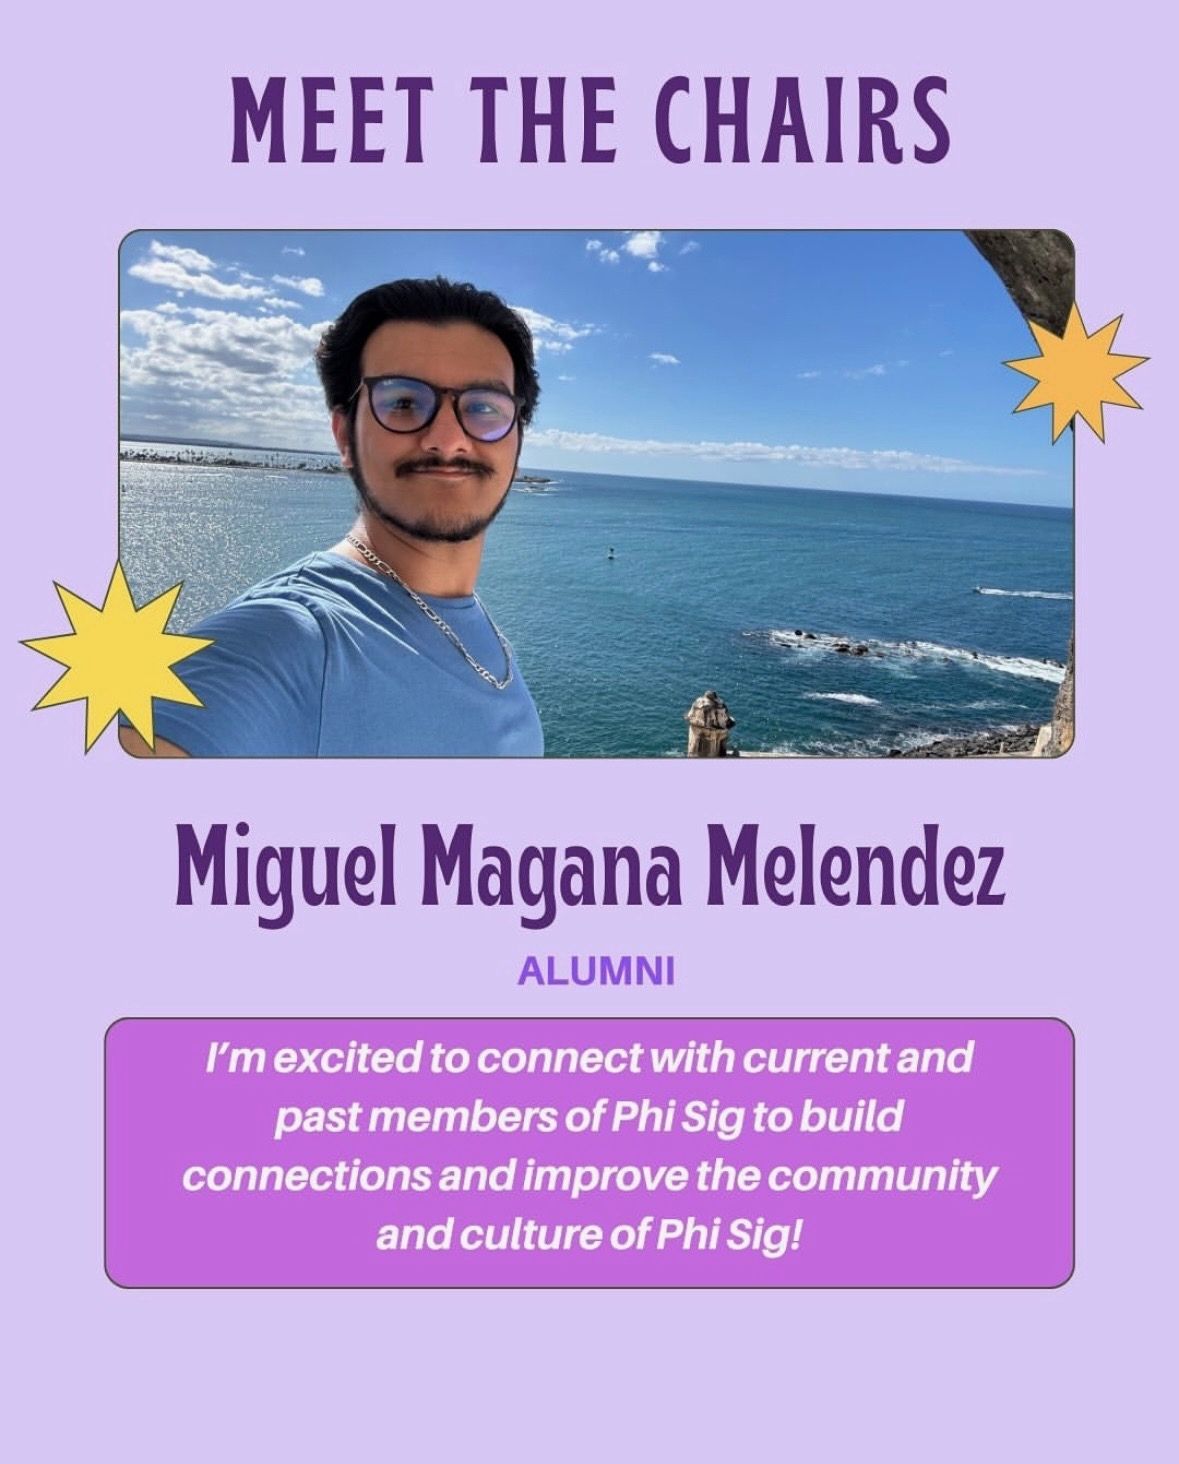 MEET THE CHAIRS
Miguel Magana Melendez
ALUMNI
I'm excited to connect with current and
past members of Phi Sig to build
connections and improve the community
and culture of Phi Sig!